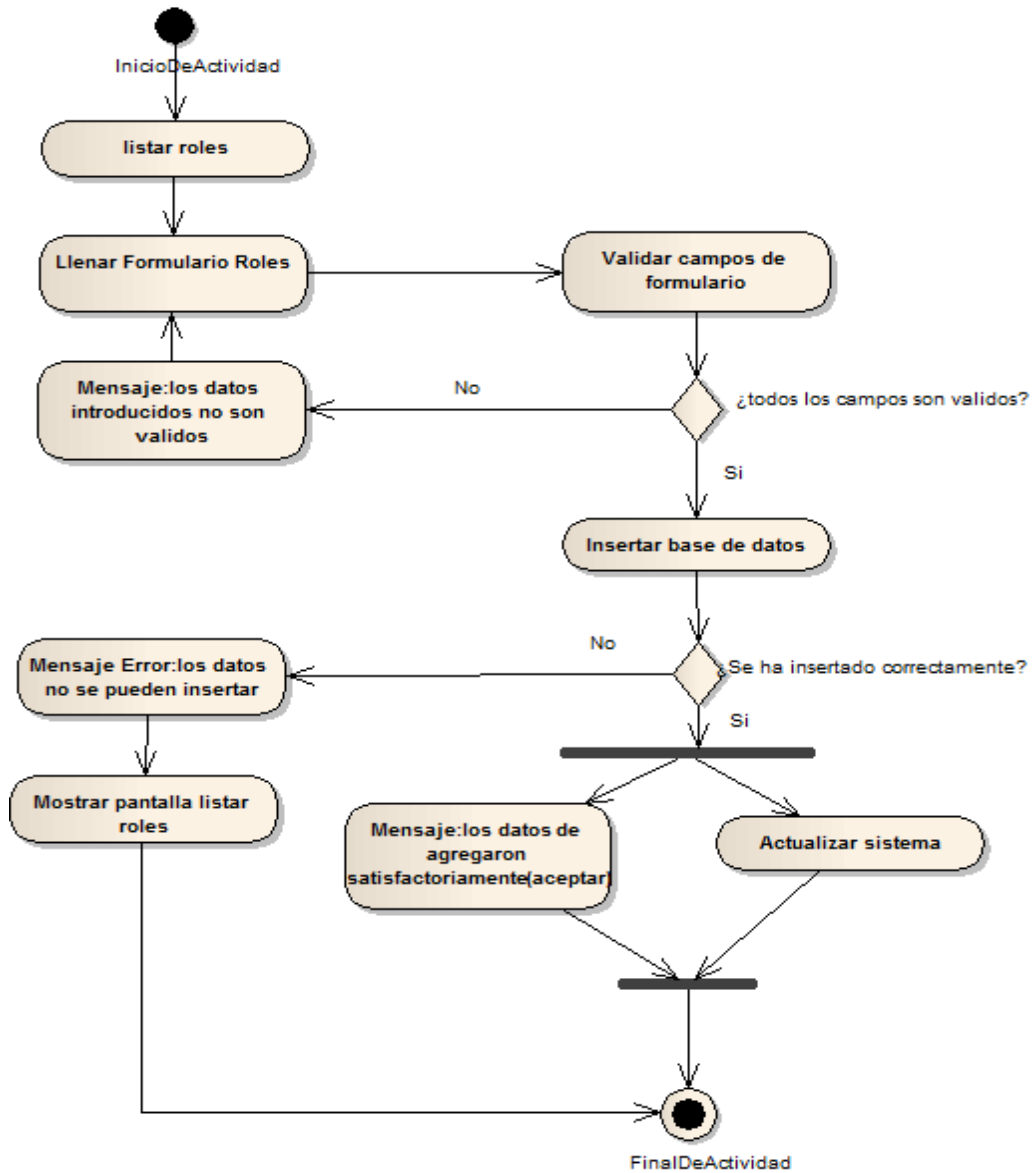 InicioDeActividad
listar roles
Llenar Formulario Roles
Validar campos de
formulario
Mensaje:los datos
introducidos no son
validos
No
¿todos los campos son validos?
Si
Insertar base de datos
Mensaje Error:los datos
no se pueden insertar
No
¿Se ha insertado correctamente?
Si
Mostrar pantalla listar
roles
Mensaje:los datos de
agregaron
satisfactoriamente(aceptar)
Actualizar sistema
FinalDeActividad